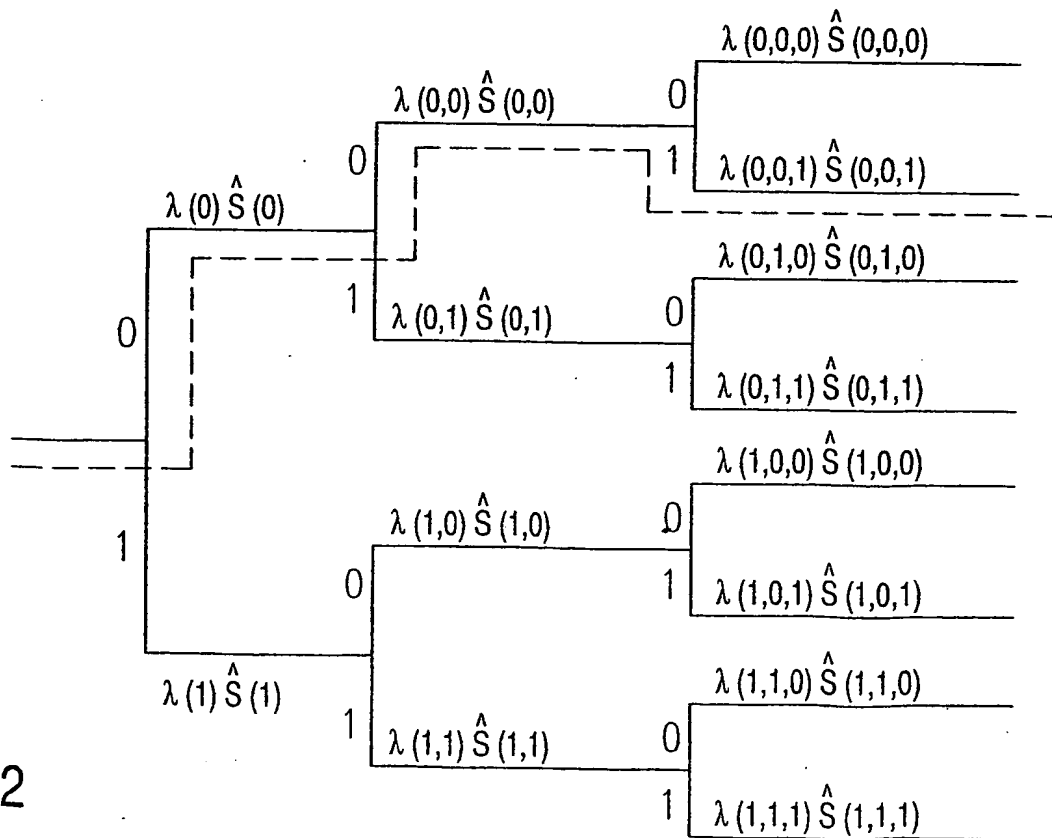 λ (0,0,0) Ŝ (0,0,0)
0
λ (0,0) Ŝ (0,0)
1
0
λ (0,0,1) Ŝ (0,0,1)
λ (0) Ŝ (0)
λ (0,1,0) Ŝ (0,1,0)
1
λ (0,1) Ŝ (0,1)
0
0
1
λ (0,1,1) Ŝ (0,1,1)
λ (1,0,0) Ŝ (1,0,0)
0
λ (1,0) Ŝ (1,0)
1
0
1
λ (1,0,1) Ŝ (1,0,1)
λ (1) Ŝ (1)
λ (1,1,0) Ŝ (1,1,0)
1
λ (1,1) Ŝ (1,1)
0
2
1
λ (1,1,1) Ŝ (1,1,1)